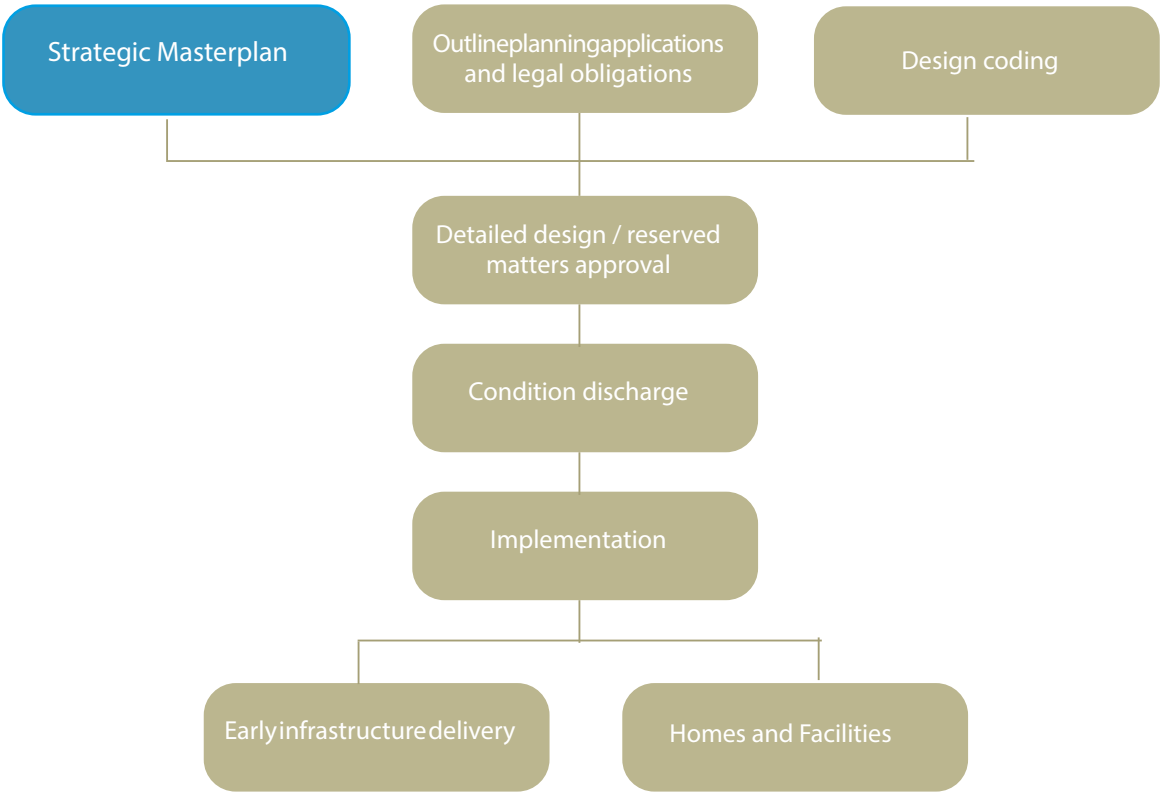 Strategic Masterplan
Outlineplanningapplications
and legal obligations
Design coding
Detailed design / reserved
matters approval
Condition discharge
Implementation
Earlyinfrastructuredelivery
Homes and Facilities